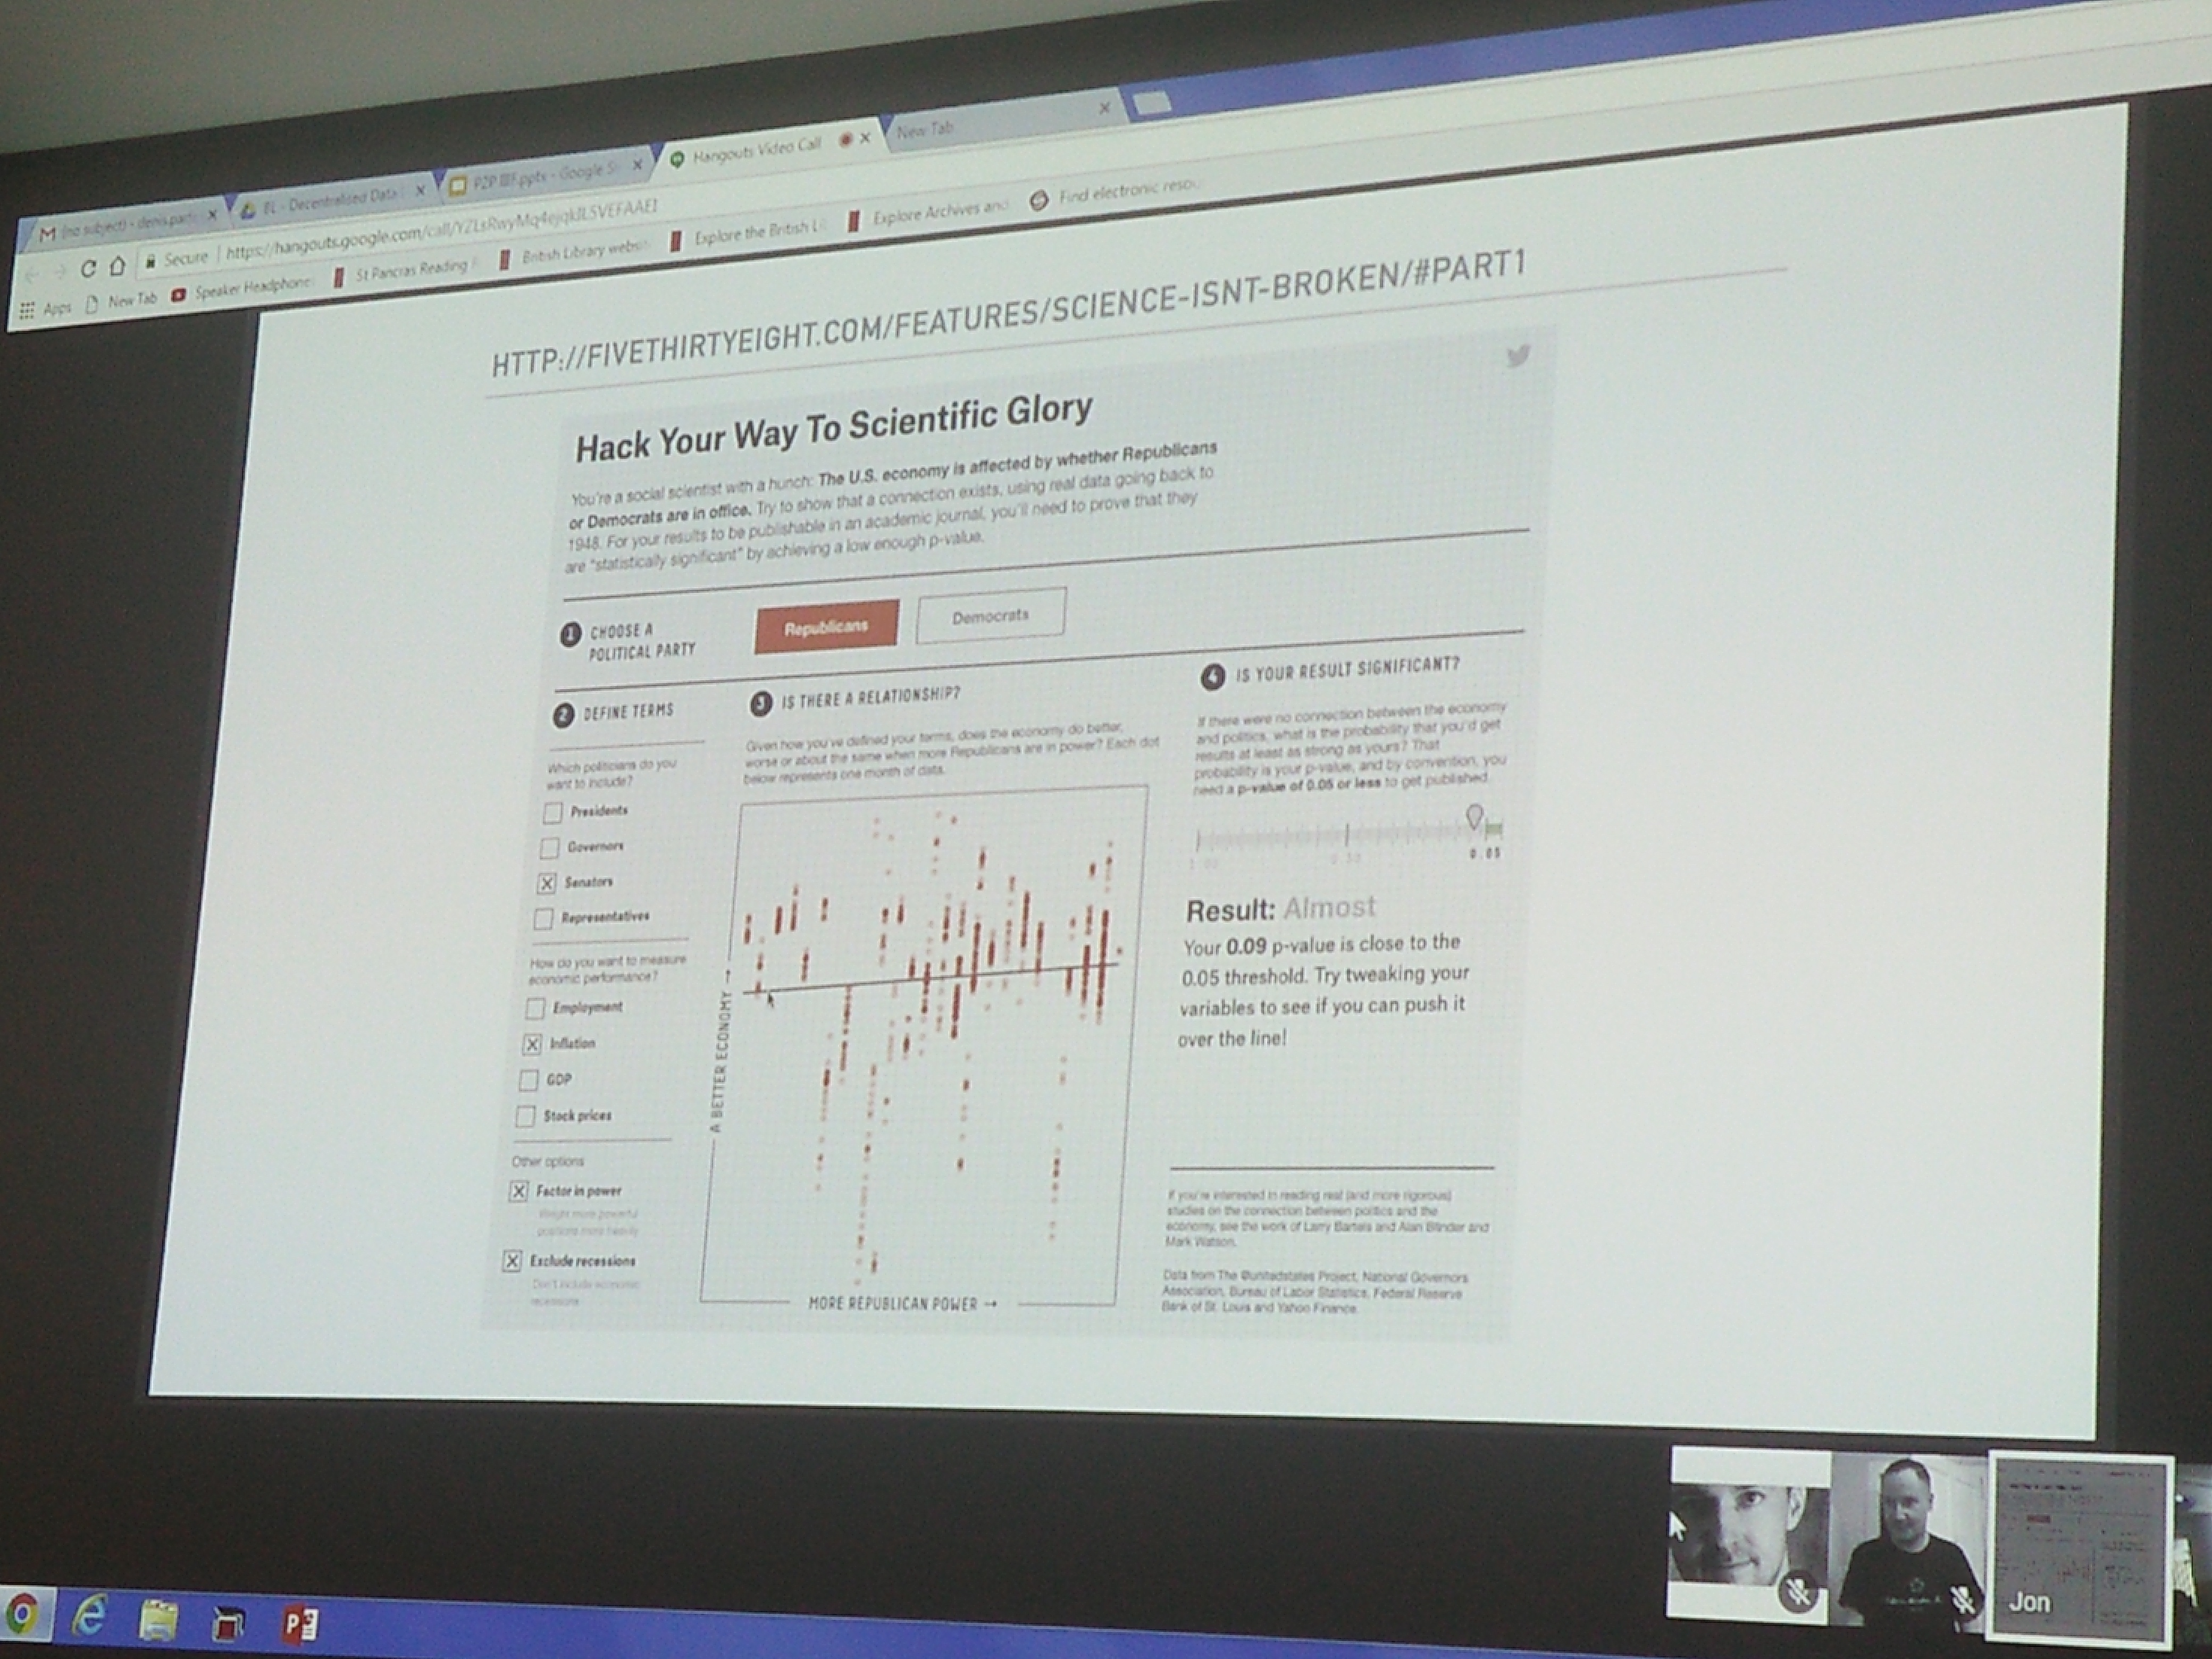 (no subject) - denis.part
BL - Decentralised Data
P2P IIIF.pptx - Google Sl
Hangouts Video Call
New Tab
Secure
https://hangouts.google.com/call/
Apps
New Tab
Speaker Headphone
St Pancras Reading
British Library websit
Explore the British Li
Explore Archives and
Find electronic resou
HTTP://FIVETHIRTYEIGHT.COM/FEATURES/SCIENCE-ISNT-BROKEN/#PART1
Hack Your Way To Scientific Glory
You're a social scientist with a hunch: The U.S. economy is affected by whether Republicans
or Democrats are in office. Try to show that a connection exists, using real data going back to
1948. For your results to be publishable in an academic journal, you'll need to prove that they
are "statistically significant" by achieving a low enough p-value.
1 CHOOSE A
POLITICAL PARTY
Republicans
Democrats
2 DEFINE TERMS
Which politicians do you
want to include?
Presidents
Governors
X Senators
Representatives
How do you want to measure
economic performance?
Employment
X Inflation
GDP
Stock prices
Other options
X Factor in power
Weight more powerful
positions more heavily
X Exclude recessions
Don't include economic
recessions
3 IS THERE A RELATIONSHIP?
Given how you've defined your terms, does the economy do better,
worse or about the same when more Republicans are in power? Each dot
below represents one month of data.
A BETTER ECONOMY →
MORE REPUBLICAN POWER →
4 IS YOUR RESULT SIGNIFICANT?
If there were no connection between the economy
and politics, what is the probability that you'd get
results at least as strong as yours? That
probability is your p-value, and by convention, you
need a p-value of 0.05 or less to get published.
1.00
0.50
0.05
Result: Almost
Your 0.09 p-value is close to the
0.05 threshold. Try tweaking your
variables to see if you can push it
over the line!
If you're interested in reading real (and more rigorous)
studies on the connection between politics and the
economy, see the work of Larry Bartels and Alan Blinder and
Mark Watson.
Data from The @unitedstates Project, National Governors
Association, Bureau of Labor Statistics, Federal Reserve
Bank of St. Louis and Yahoo Finance.
Jon